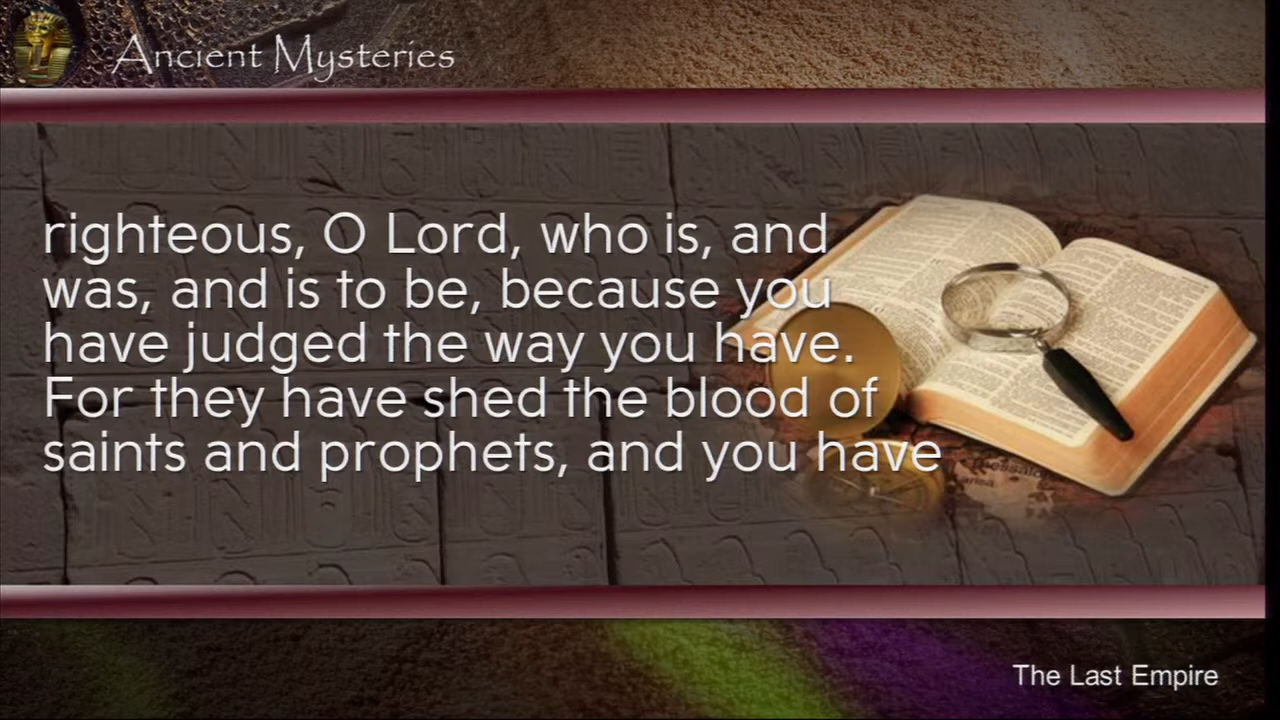 Ancient Mysteries
righteous, O Lord, who is, and
was, and is to be, because you
have judged the way you have.
For they have shed the blood of
saints and prophets, and you have
The Last Empire